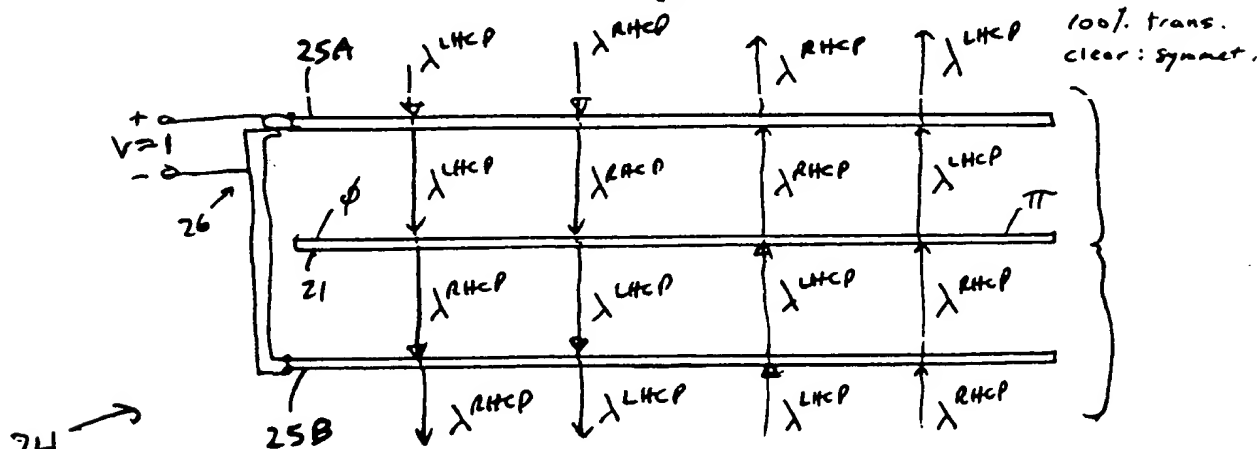 100%. trans.
clear: symmet.
25A
λLHCP λRHCP λRHCP λLHCP
+
V=1
-
26
λLHCP λRHCP λRHCP λLHCP
φ π
21
λRHCP λLHCP λLHCP λRHCP
25B
λRHCP λLHCP λLHCP λRHCP